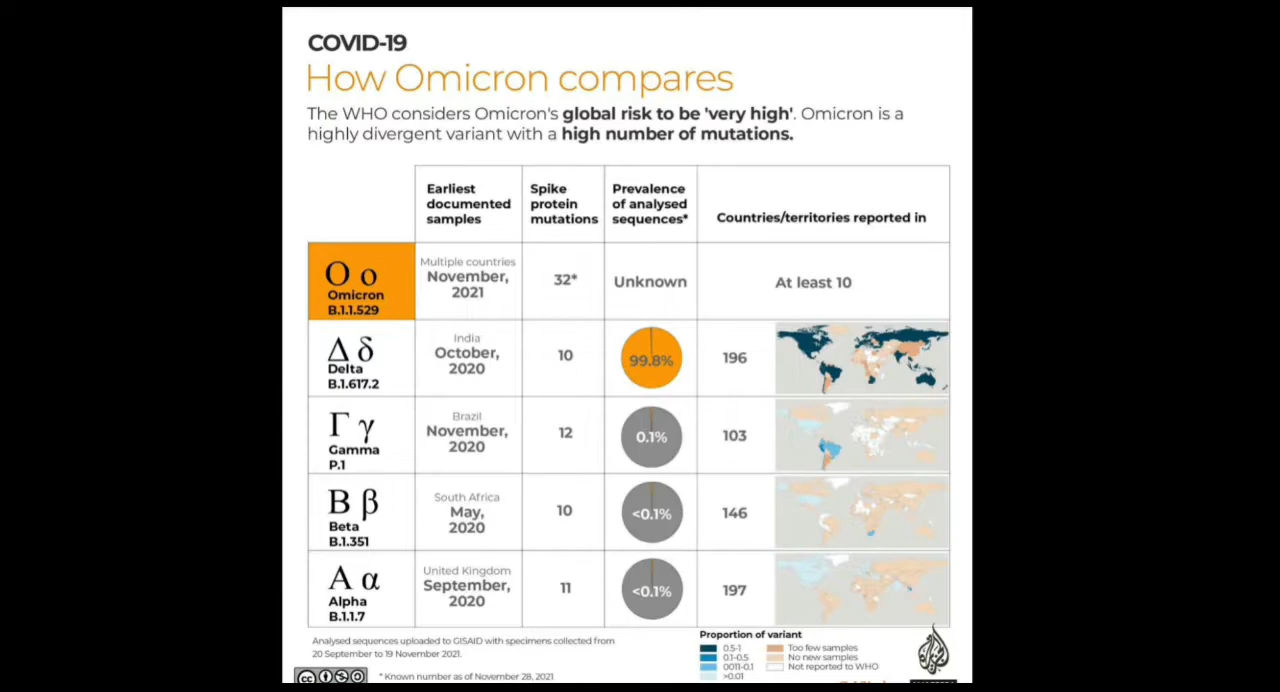 COVID-19
How Omicron compares
The WHO considers Omicron's global risk to be 'very high'. Omicron is a
highly divergent variant with a high number of mutations.
Earliest
documented
samples
Spike
protein
mutations
Prevalence
of analysed
sequences*
Countries/territories reported in
Ο ο
Omicron
B.1.1.529
Multiple countries
November,
2021
32*
Unknown
At least 10
Δ δ
Delta
B.1.617.2
India
October,
2020
10
99.8%
196
Γ γ
Gamma
P.1
Brazil
November,
2020
12
0.1%
103
Β β
Beta
B.1.351
South Africa
May,
2020
10
<0.1%
146
Α α
Alpha
B.1.1.7
United Kingdom
September,
2020
11
<0.1%
197
Analysed sequences uploaded to GISAID with specimens collected from
20 September to 19 November 2021.
* Known number as of November 28, 2021
Proportion of variant
0.5-1
0.1-0.5
0011-0.1
>0.01
Too few samples
No new samples
Not reported to WHO
cc